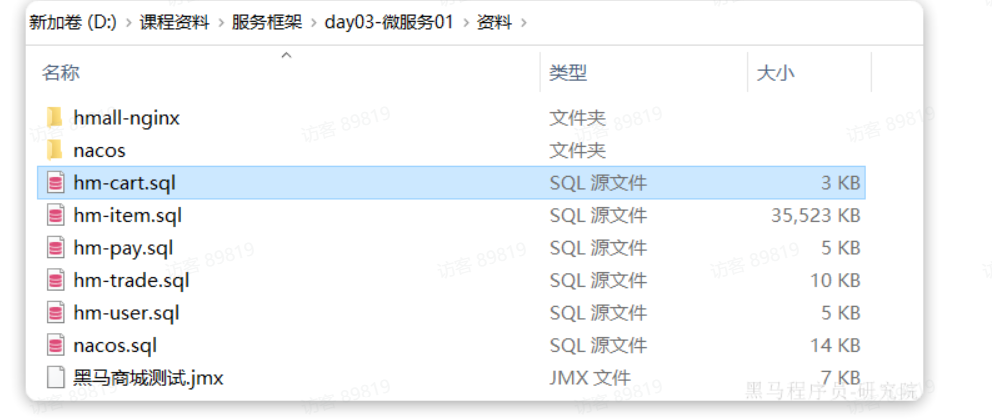 新加卷 (D:) › 课程资料 › 服务框架 › day03-微服务01 › 资料 ›
名称 类型 大小
hmall-nginx 文件夹
nacos 文件夹
hm-cart.sql SQL 源文件 3 KB
hm-item.sql SQL 源文件 35,523 KB
hm-pay.sql SQL 源文件 5 KB
hm-trade.sql SQL 源文件 10 KB
hm-user.sql SQL 源文件 5 KB
nacos.sql SQL 源文件 14 KB
黑马商城测试.jmx JMX 文件 7 KB
黑马程序员-研究院
访客 89819